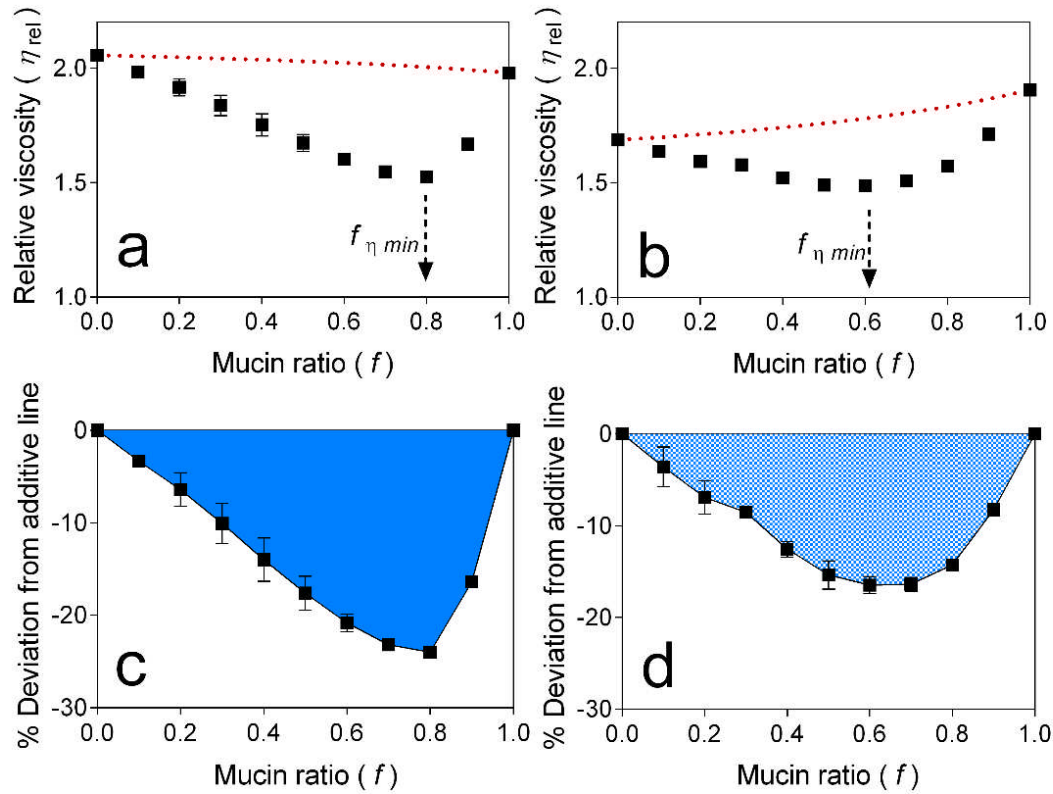 Relative viscosity ( η rel )
2.0
1.5
1.0
a
f η min
0.0 0.2 0.4 0.6 0.8 1.0
Mucin ratio ( f )
Relative viscosity ( η rel )
2.0
1.5
1.0
b
f η min
0.0 0.2 0.4 0.6 0.8 1.0
Mucin ratio ( f )
% Deviation from additive line
0
-10
-20
-30
c
0.0 0.2 0.4 0.6 0.8 1.0
Mucin ratio ( f )
% Deviation from additive line
0
-10
-20
-30
d
0.0 0.2 0.4 0.6 0.8 1.0
Mucin ratio ( f )